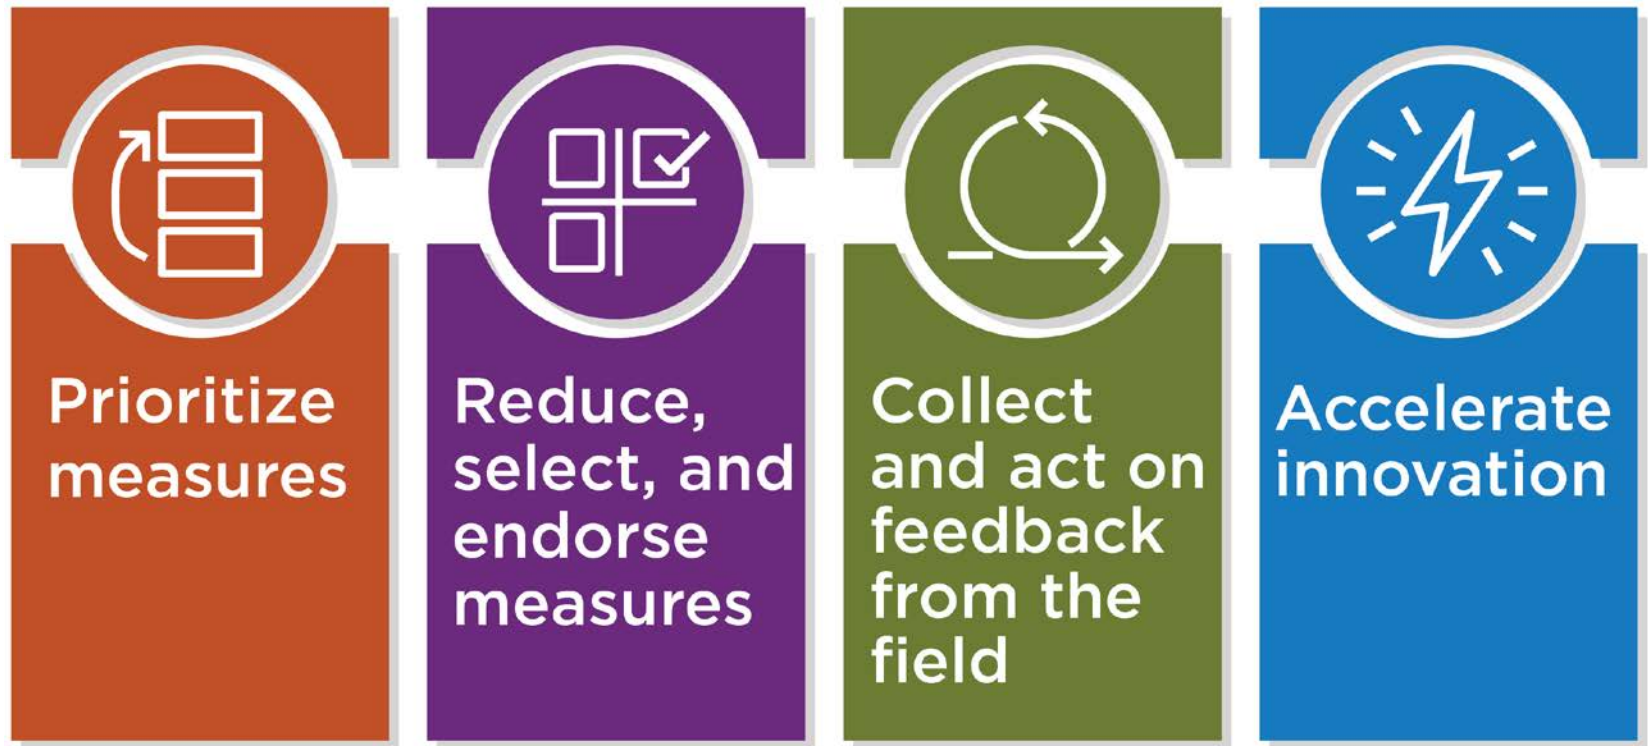 Prioritize
measures
Reduce,
select, and
endorse
measures
Collect
and act on
feedback
from the
field
Accelerate
innovation